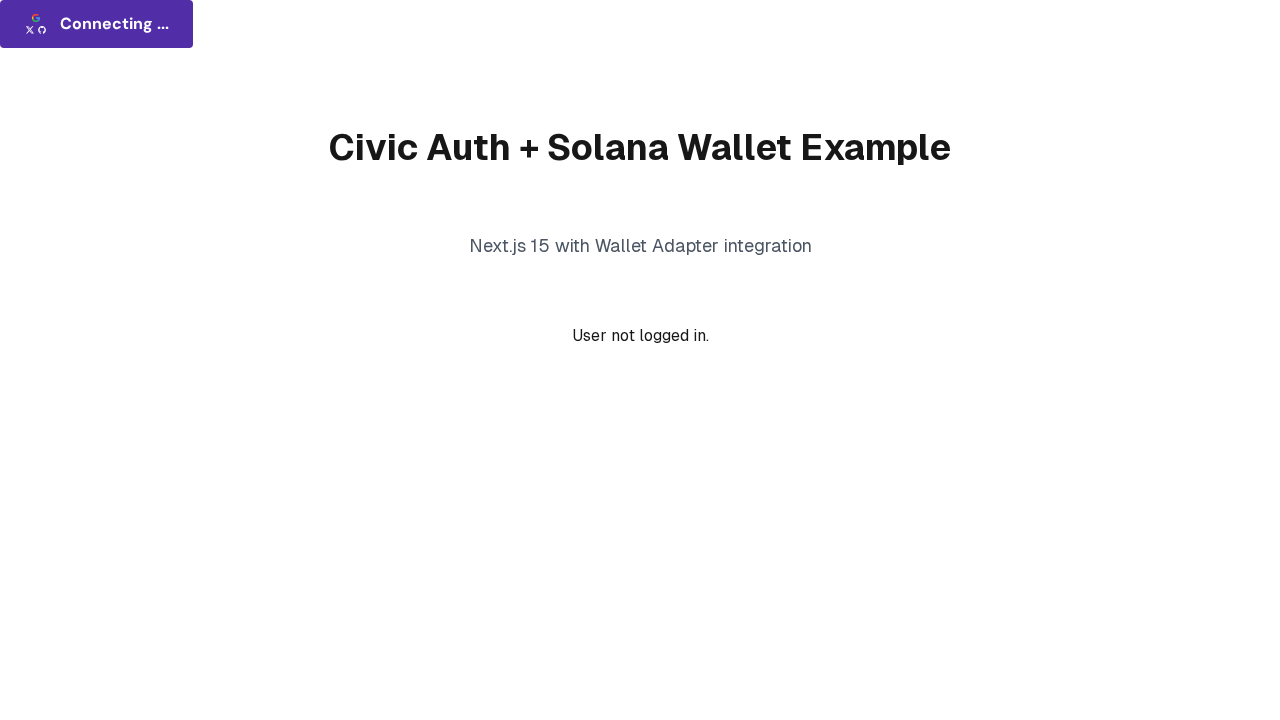 Connecting ...
Civic Auth + Solana Wallet Example
Next.js 15 with Wallet Adapter integration
User not logged in.